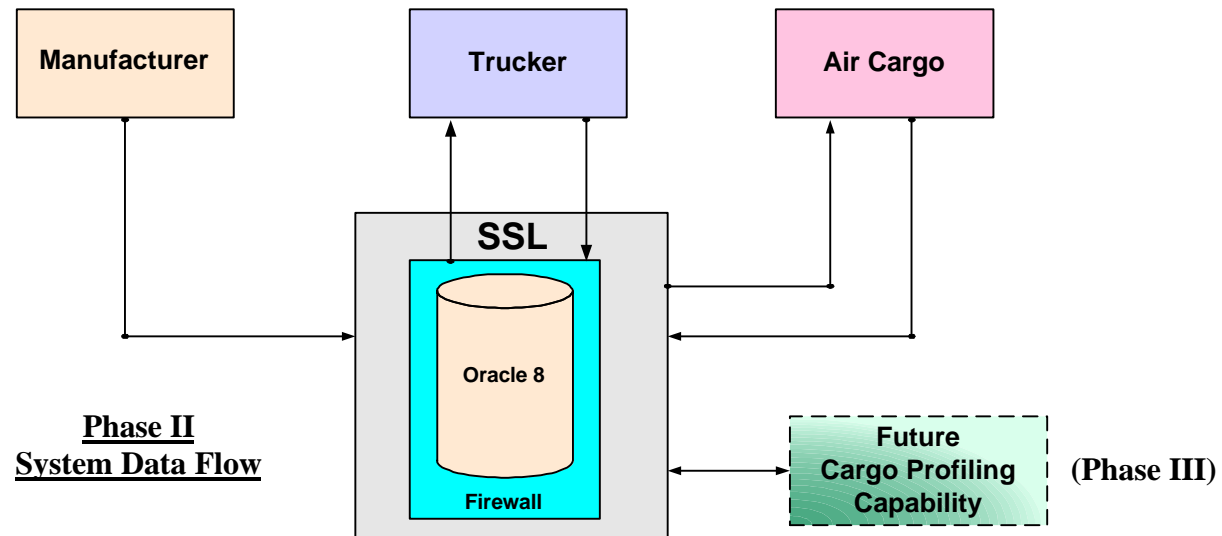 Manufacturer
Trucker
Air Cargo
SSL
Oracle 8
Firewall
Phase II
System Data Flow
Future
Cargo Profiling
Capability
(Phase III)